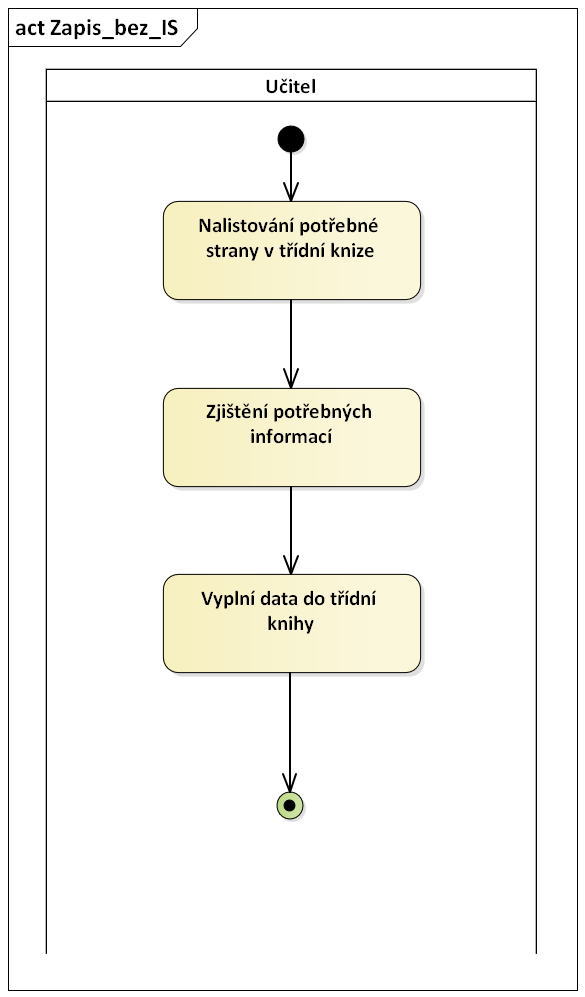 act Zapis_bez_IS
Učitel
Nalistování potřebné
strany v třídní knize
Zjištění potřebných
informací
Vyplní data do třídní
knihy